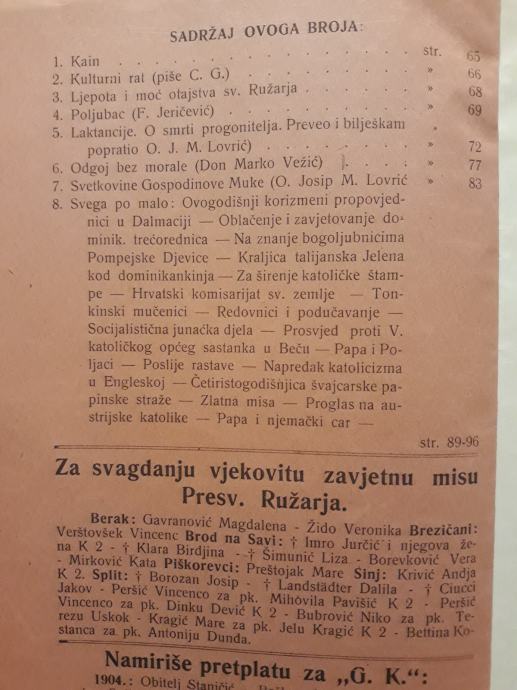 SADRŽAJ OVOGA BROJA:
1. Kain . . . . . . . . . . . . . . str. 65
2. Kulturni rat (piše C. G.) . . . . . . . . » 66
3. Ljepota i moć otajstva sv. Ružarja . . . . . » 68
4. Poljubac (F. Jeričević) . . . . . . . . » 69
5. Laktancije. O smrti progonitelja. Preveo i bilješkam
popratio O. J. M. Lovrić) . . . . . . » 72
6. Odgoj bez morale (Don Marko Vežić) . . . . » 77
7. Svetkovine Gospodinove Muke (O. Josip M. Lovrić » 83
8. Svega po malo: Ovogodišnji korizmeni propovjed-
nici u Dalmaciji — Oblačenje i zavjetovanje do-
minik. trećorednica — Na znanje bogoljubnicima
Pompejske Djevice — Kraljica talijanska Jelena
kod dominikankinja — Za širenje katoličke štam-
pe — Hrvatski komisarijat sv. zemlje — Ton-
kinski mučenici — Redovnici i podučavanje —
Socijalistična junačka djela — Prosvjed proti V.
katoličkog općeg sastanka u Beču — Papa i Po-
ljaci — Poslije rastave — Napredak katolicizma
u Engleskoj — Četiristogodišnjica švajcarske pa-
pinske straže — Zlatna misa — Proglas na au-
strijske katolike — Papa i njemački car —
str. 89-96
Za svagdanju vjekovitu zavjetnu misu
Presv. Ružarja.
Berak: Gavranović Magdalena - Žido Veronika Brezičani:
Verštovšek Vincenc Brod na Savi: † Imro Jurčić i njegova že-
na K 2 - † Klara Birdjina - † Šimunić Liza - Borevković Vera
- Mirković Kata Piškorevci: Preštojak Mare Sinj: Krivić Andja
K 2. Split: † Borozan Josip - † Landstädter Dalila - † Ciucci
Jakov - Peršić Vincenco za pk. Mihovila Pavišić K 2 - Peršić
Vincenco za pk. Dinku Dević K 2 - Bubrović Niko za pk. Te-
rezu Uskok - Kragić Mare za pk. Jelu Kragić K 2 - Bettina Ko-
stanca za pk. Antoniju Dunda.
Namiriše pretplatu za „G. K.":
1904.: Obitelj Staničić